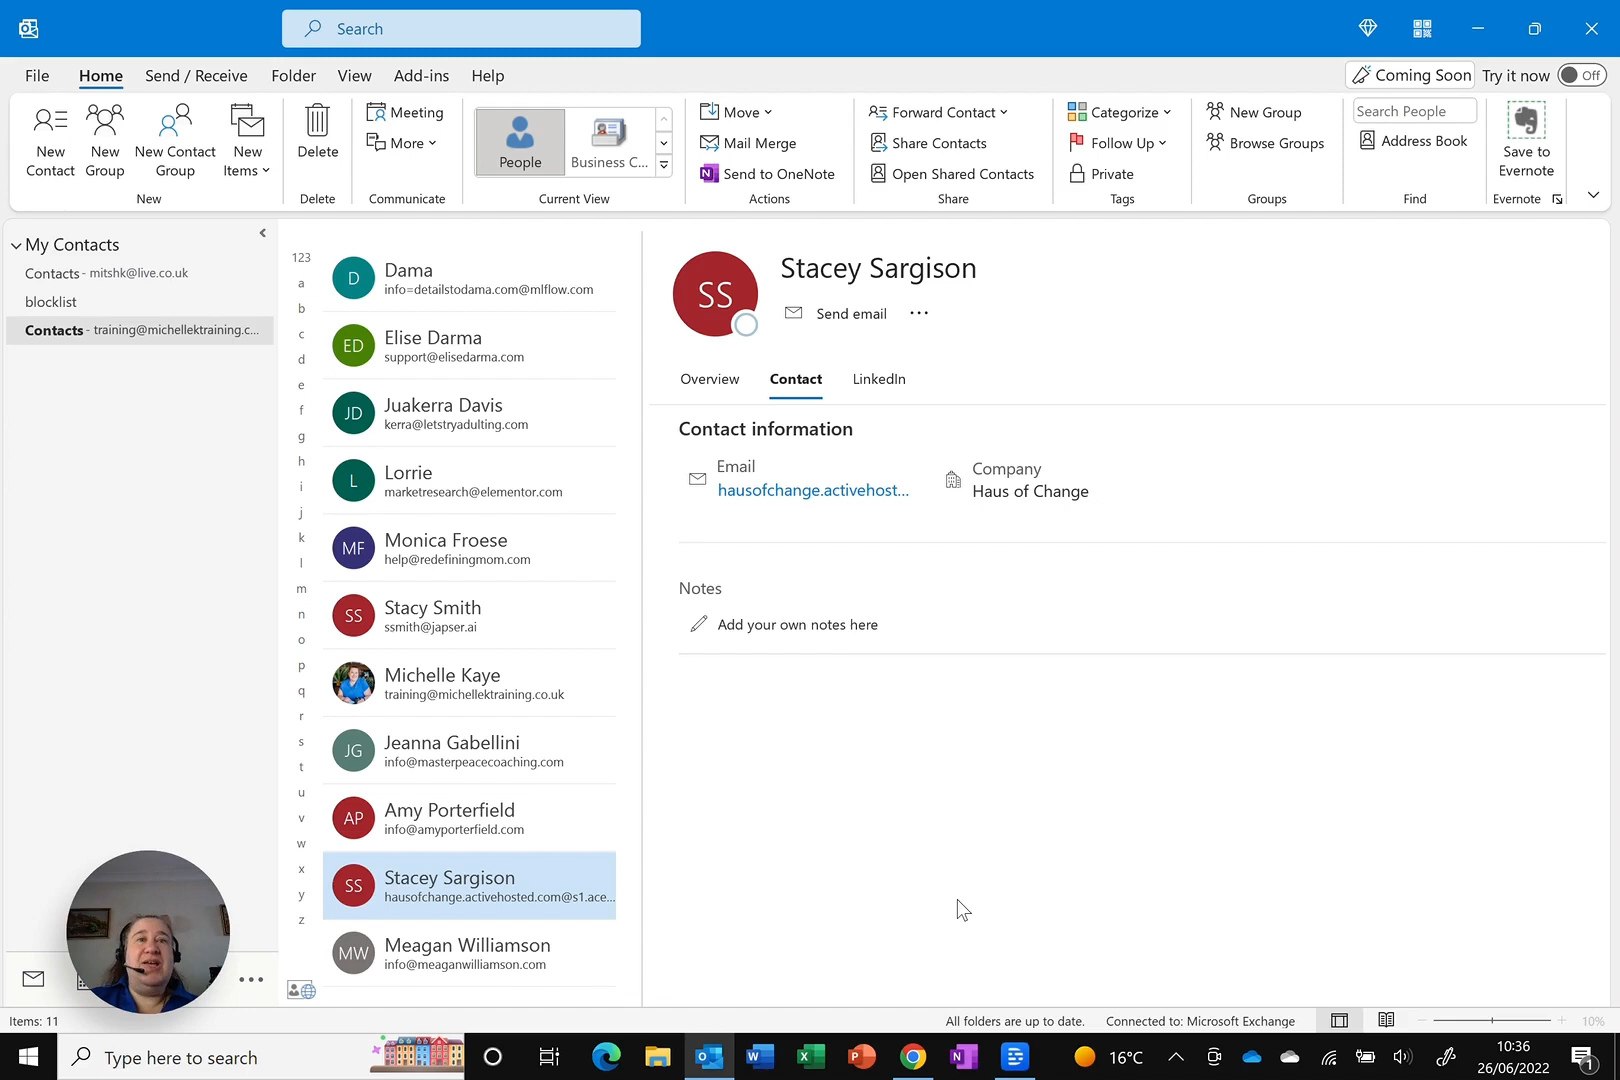 Search
File Home Send / Receive Folder View Add-ins Help
Coming Soon Try it now Off
New Contact
New Group
New Contact Group
New Items
New
Delete
Delete
Meeting
More
Communicate
People
Business C...
Current View
Move
Mail Merge
Send to OneNote
Actions
Forward Contact
Share Contacts
Open Shared Contacts
Share
Categorize
Follow Up
Private
Tags
New Group
Browse Groups
Groups
Search People
Address Book
Find
Save to Evernote
Evernote
My Contacts
Contacts - mitshk@live.co.uk
blocklist
Contacts - training@michellektraining.c...
123
a
b
c
d
e
f
g
h
i
j
k
l
m
n
o
p
q
r
s
t
u
v
w
x
y
z
D
Dama
info=detailstodama.com@mlflow.com
ED
Elise Darma
support@elisedarma.com
JD
Juakerra Davis
kerra@letstryadulting.com
L
Lorrie
marketresearch@elementor.com
MF
Monica Froese
help@redefiningmom.com
SS
Stacy Smith
ssmith@japser.ai
Michelle Kaye
training@michellektraining.co.uk
JG
Jeanna Gabellini
info@masterpeacecoaching.com
AP
Amy Porterfield
info@amyporterfield.com
SS
Stacey Sargison
hausofchange.activehosted.com@s1.ace...
MW
Meagan Williamson
info@meaganwilliamson.com
SS
Stacey Sargison
Send email
Overview Contact LinkedIn
Contact information
Email
hausofchange.activehost...
Company
Haus of Change
Notes
Add your own notes here
Items: 11
All folders are up to date. Connected to: Microsoft Exchange
10%
Type here to search
16°C
10:36
26/06/2022
1